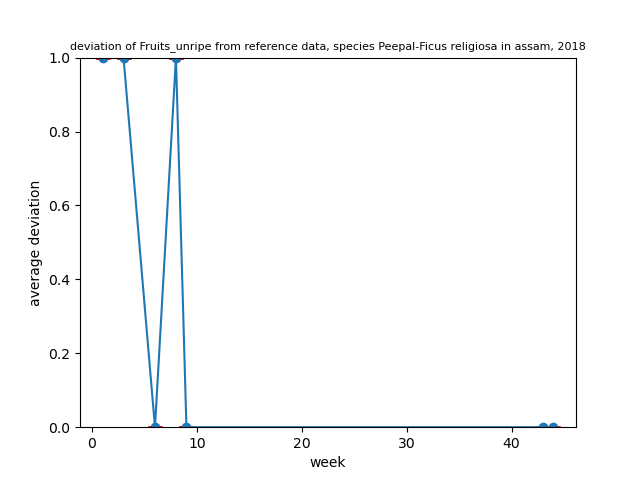 deviation of Fruits_unripe from reference data, species Peepal-Ficus religiosa in assam, 2018
1.0
0.8
0.6
0.4
0.2
0.0
average deviation
0 10 20 30 40
week